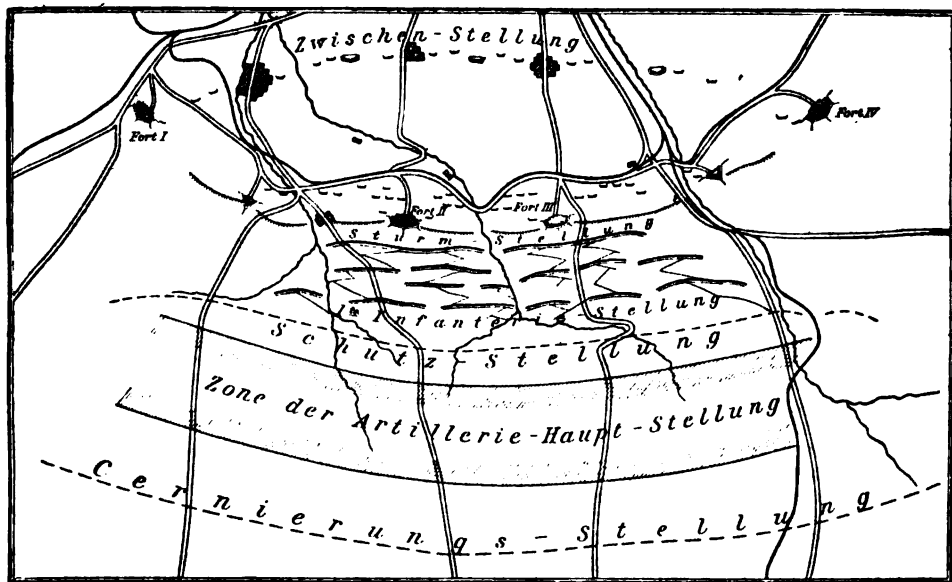 Zwischen-Stellung
Fort I
Fort IV
Fort II
Fort III
Sturm-Stellung
1te Infanterie Stellung
Schutz-Stellung
Zone der Artillerie-Haupt-Stellung
Cernierungs-Stellung